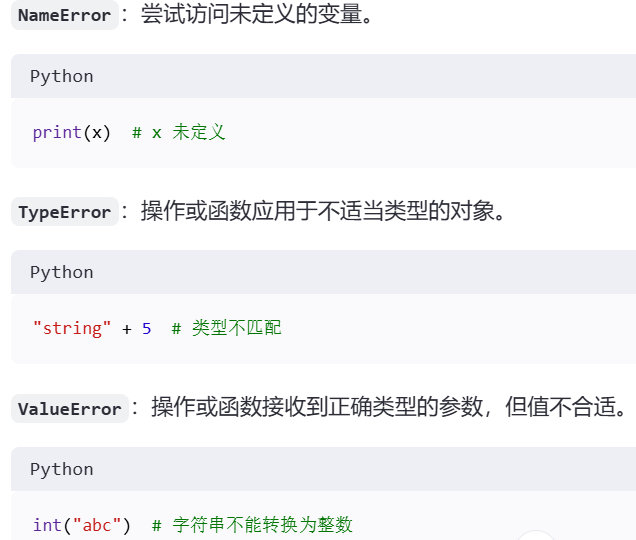 NameError：尝试访问未定义的变量。
Python
print(x)  # x 未定义
TypeError：操作或函数应用于不适当类型的对象。
Python
"string" + 5  # 类型不匹配
ValueError：操作或函数接收到正确类型的参数，但值不合适。
Python
int("abc")  # 字符串不能转换为整数